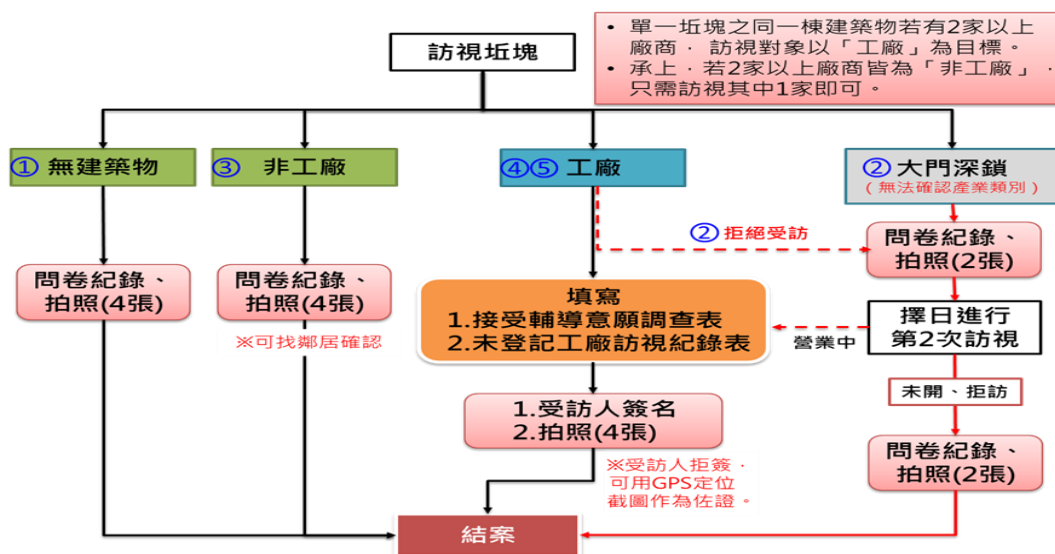 訪視坵塊
• 單一坵塊之同一棟建築物若有2家以上
廠商，訪視對象以「工廠」為目標。
• 承上，若2家以上廠商皆為「非工廠」，
只需訪視其中1家即可。
① 無建築物
③ 非工廠
④⑤ 工廠
② 大門深鎖
(無法確認產業類別)
② 拒絕受訪
問卷紀錄、
拍照(4張)
問卷紀錄、
拍照(4張)
※可找鄰居確認
填寫
1.接受輔導意願調查表
2.未登記工廠訪視紀錄表
問卷紀錄、
拍照(2張)
營業中
擇日進行
第2次訪視
未開、拒訪
1.受訪人簽名
2.拍照(4張)
※受訪人拒簽，
可用GPS定位
截圖作為佐證。
問卷紀錄、
拍照(2張)
結案